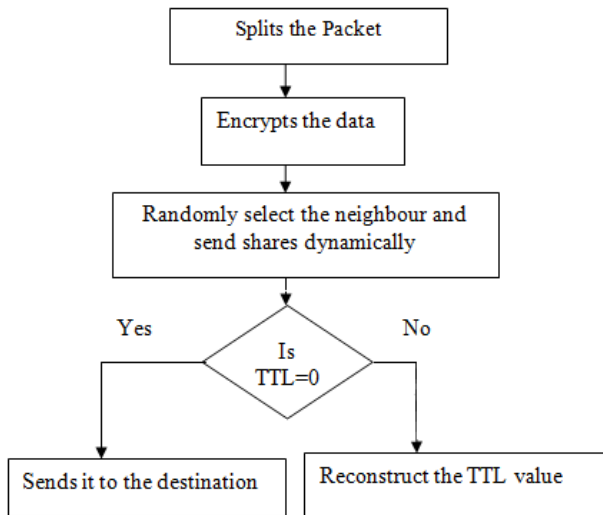 Splits the Packet
Encrypts the data
Randomly select the neighbour and
send shares dynamically
Yes
No
Is
TTL=0
Sends it to the destination
Reconstruct the TTL value